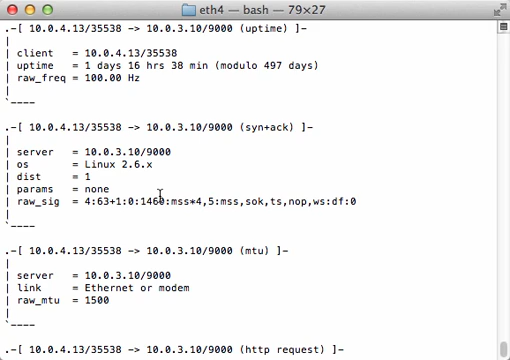 eth4 — bash — 79×27
.-[ 10.0.4.13/35538 -> 10.0.3.10/9000 (uptime) ]-
|
| client   = 10.0.4.13/35538
| uptime   = 1 days 16 hrs 38 min (modulo 497 days)
| raw_freq = 100.00 Hz
|
`----
.-[ 10.0.4.13/35538 -> 10.0.3.10/9000 (syn+ack) ]-
|
| server   = 10.0.3.10/9000
| os       = Linux 2.6.x
| dist     = 1
| params   = none
| raw_sig  = 4:63+1:0:1460:mss*4,5:mss,sok,ts,nop,ws:df:0
|
`----
.-[ 10.0.4.13/35538 -> 10.0.3.10/9000 (mtu) ]-
|
| server   = 10.0.3.10/9000
| link     = Ethernet or modem
| raw_mtu  = 1500
|
`----
.-[ 10.0.4.13/35538 -> 10.0.3.10/9000 (http request) ]-